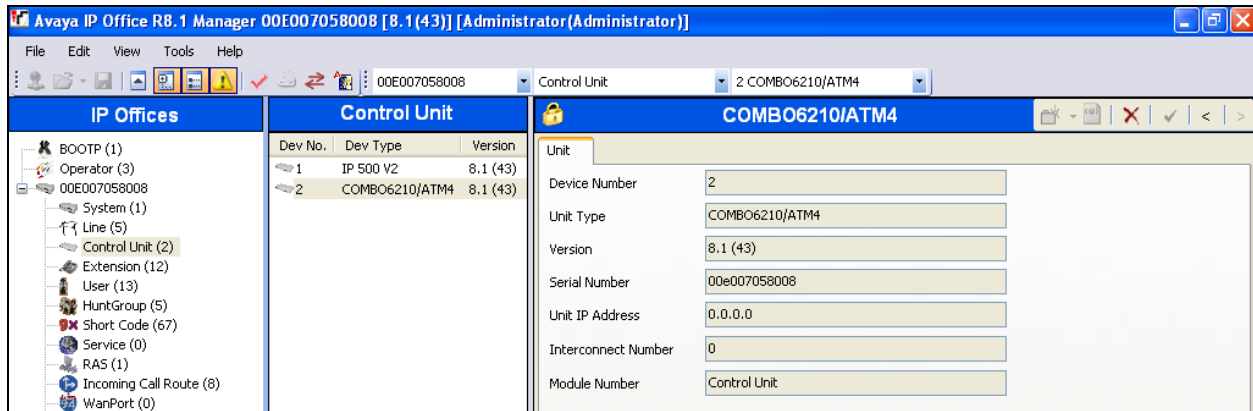 Avaya IP Office R8.1 Manager 00E007058008 [8.1(43)] [Administrator(Administrator)]
File Edit View Tools Help
00E007058008 Control Unit 2 COMBO6210/ATM4
IP Offices
BOOTP (1)
Operator (3)
00E007058008
System (1)
Line (5)
Control Unit (2)
Extension (12)
User (13)
HuntGroup (5)
Short Code (67)
Service (0)
RAS (1)
Incoming Call Route (8)
WanPort (0)
Control Unit
Dev No. Dev Type Version
1 IP 500 V2 8.1 (43)
2 COMBO6210/ATM4 8.1 (43)
COMBO6210/ATM4
Unit
Device Number 2
Unit Type COMBO6210/ATM4
Version 8.1 (43)
Serial Number 00e007058008
Unit IP Address 0.0.0.0
Interconnect Number 0
Module Number Control Unit